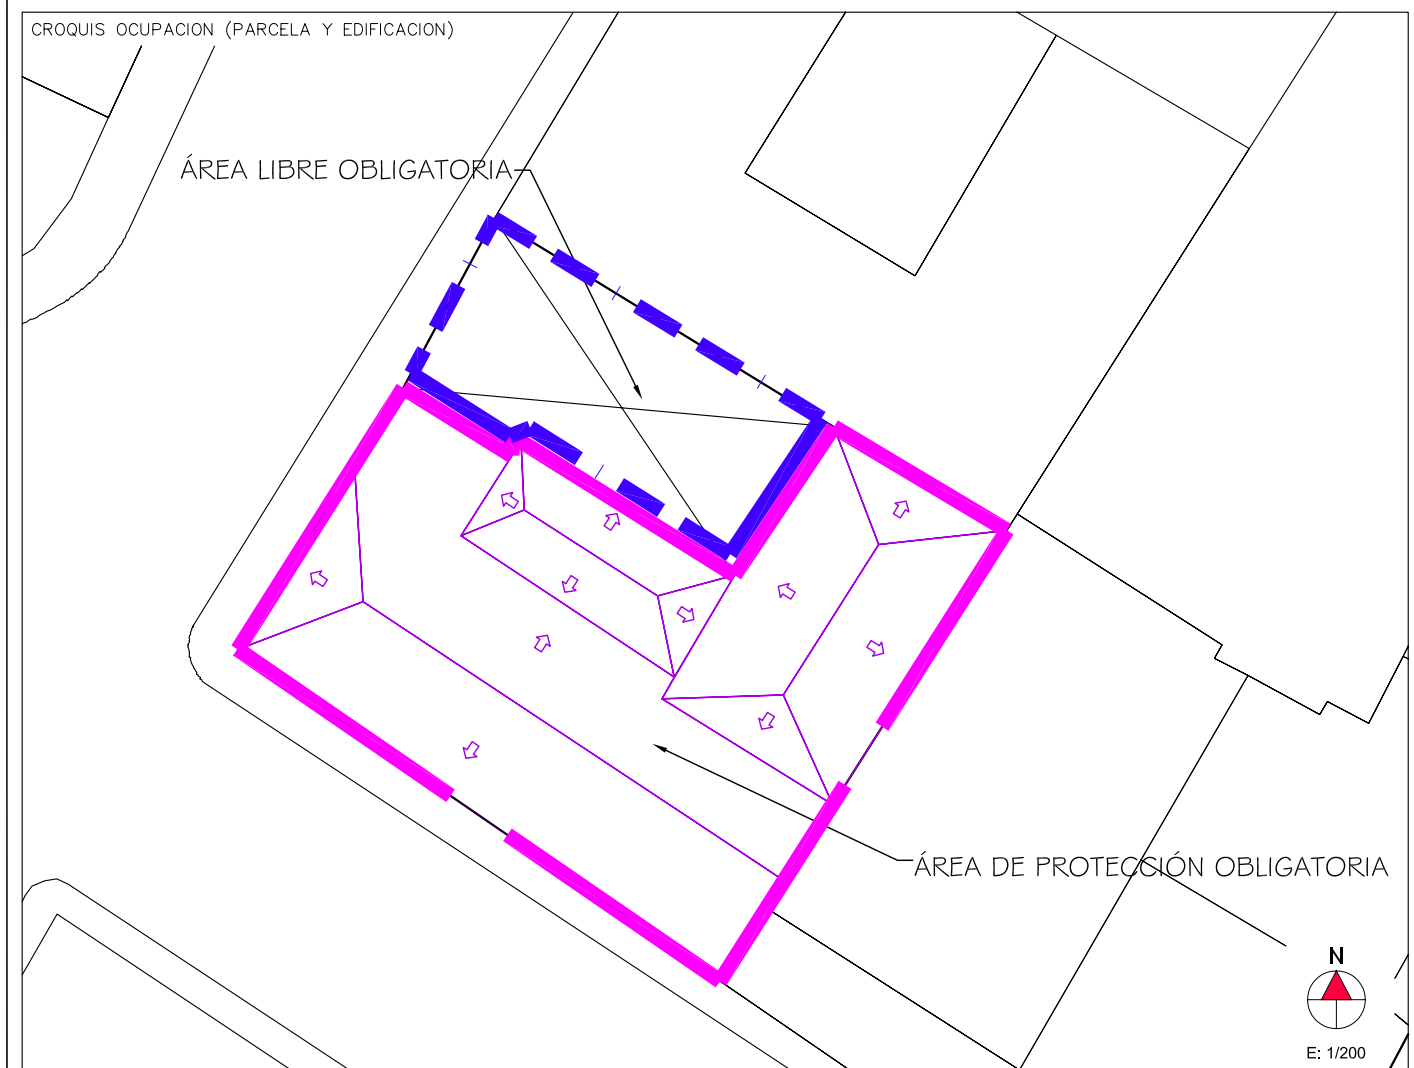 CROQUIS OCUPACION (PARCELA Y EDIFICACION)
ÁREA LIBRE OBLIGATORIA
ÁREA DE PROTECCIÓN OBLIGATORIA
N
E: 1/200